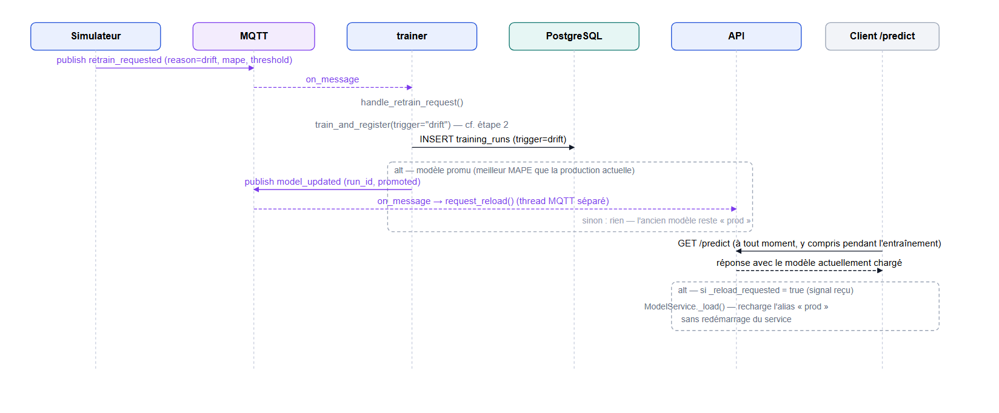 Simulateur
MQTT
trainer
PostgreSQL
API
Client /predict
publish retrain_requested (reason=drift, mape, threshold)
on_message
handle_retrain_request()
train_and_register(trigger="drift") — cf. étape 2
INSERT training_runs (trigger=drift)
alt — modèle promu (meilleur MAPE que la production actuelle)
publish model_updated (run_id, promoted)
on_message → request_reload() (thread MQTT séparé)
sinon : rien — l'ancien modèle reste « prod »
GET /predict (à tout moment, y compris pendant l'entraînement)
réponse avec le modèle actuellement chargé
alt — si _reload_requested = true (signal reçu)
ModelService._load() — recharge l'alias « prod »
sans redémarrage du service